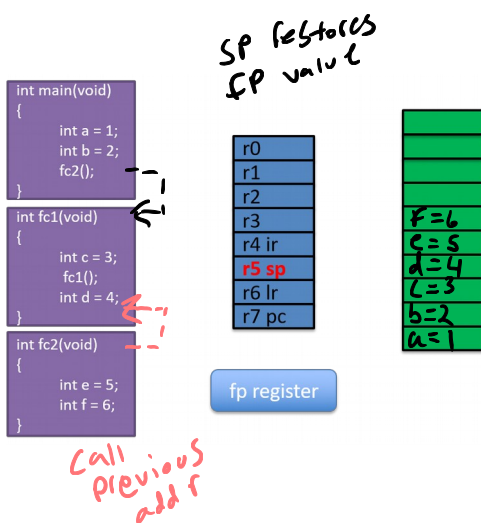 SP restores
fp value
int main(void)
{
int a = 1;
int b = 2;
fc2();
}
int fc1(void)
{
int c = 3;
fc1();
int d = 4;
}
int fc2(void)
{
int e = 5;
int f = 6;
}
call
previous
addr
r0
r1
r2
r3
r4 ir
r5 sp
r6 lr
r7 pc
fp register
F=6
e=5
d=4
c=3
b=2
a=1